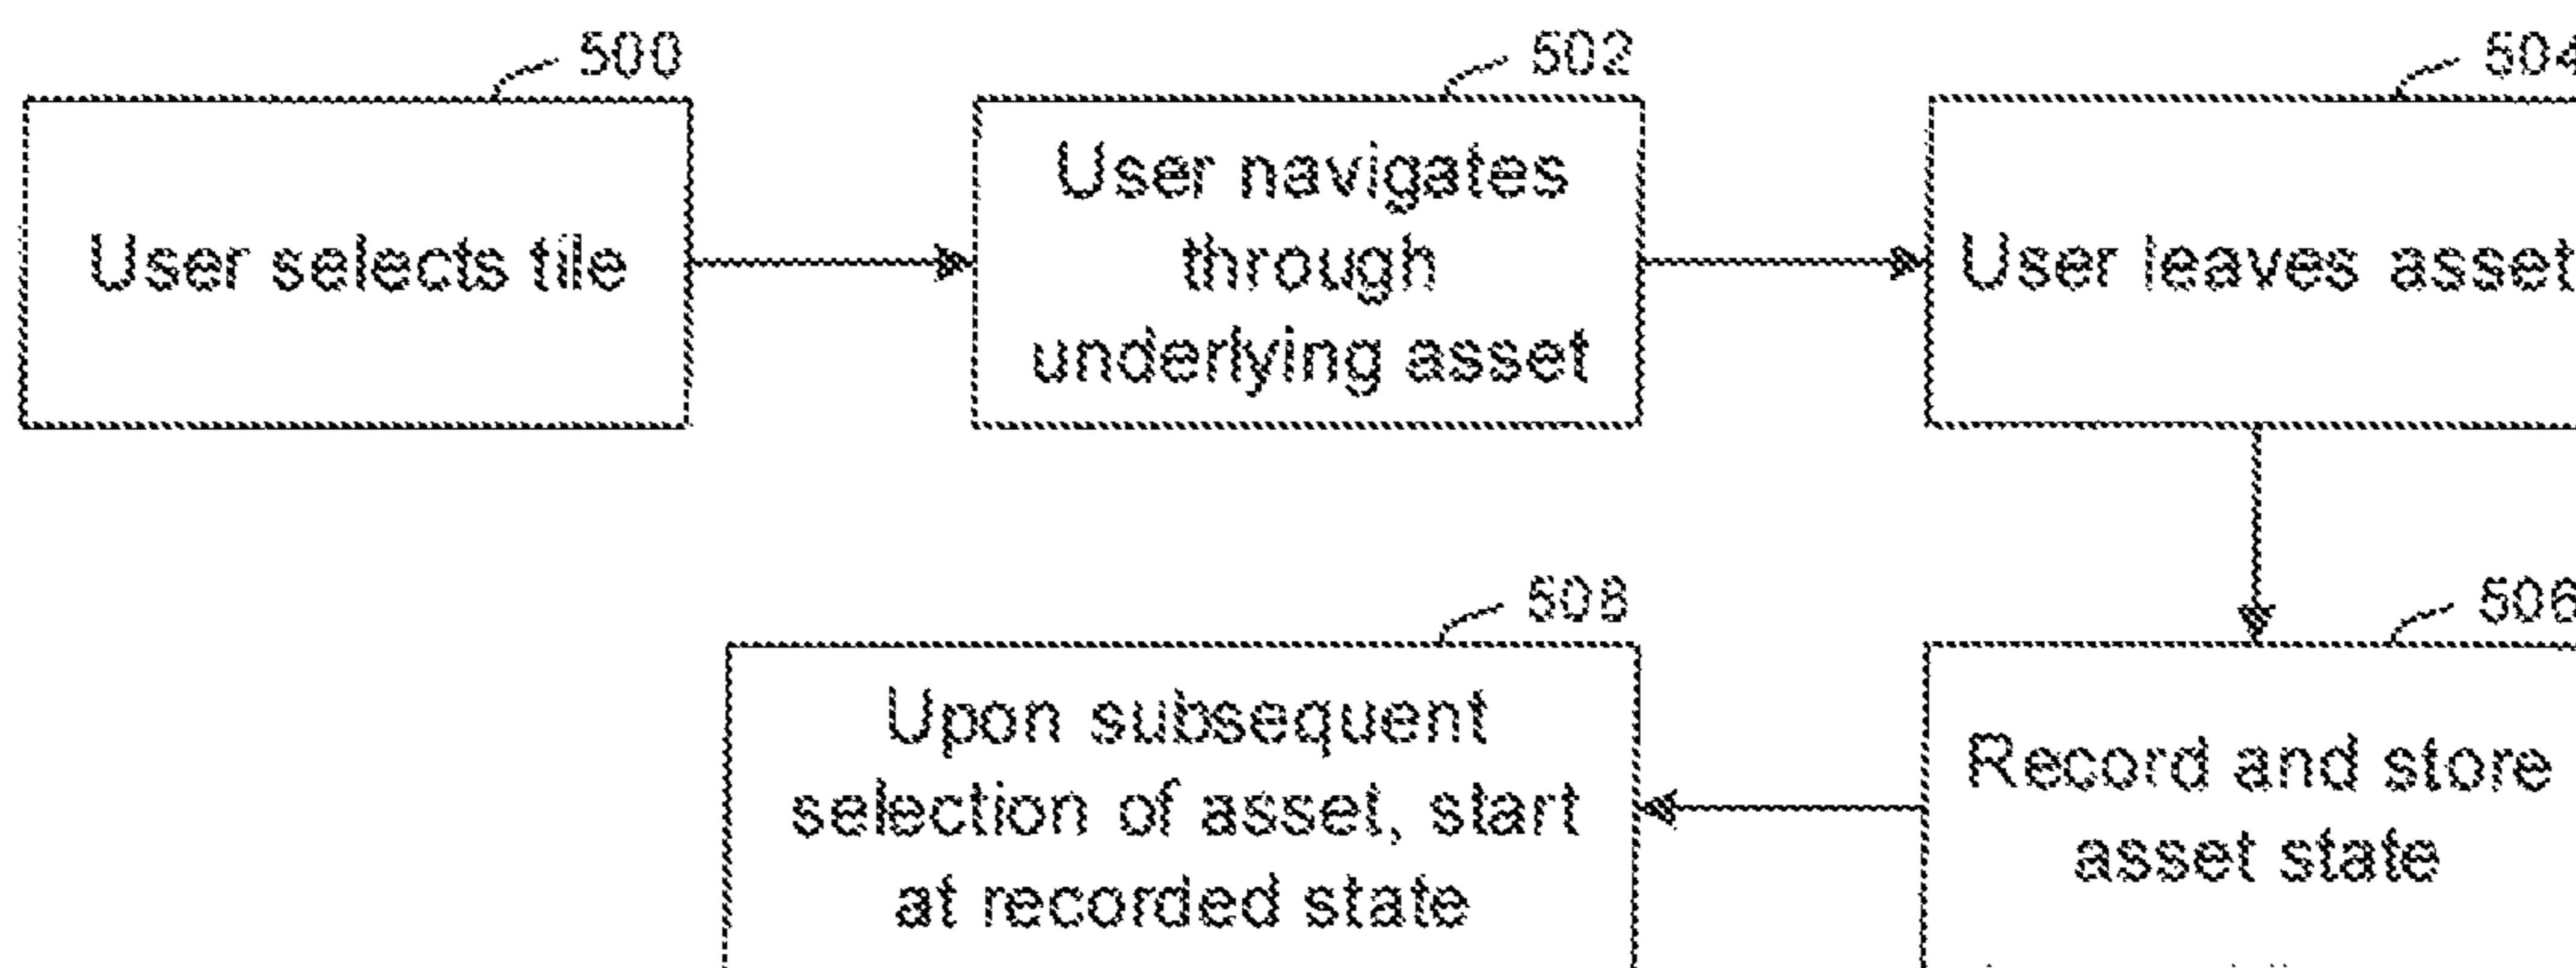 500
502
504
User selects tile
User navigates
through
underlying asset
User leaves asset
508
506
Upon subsequent
selection of asset, start
at recorded state
Record and store
asset state